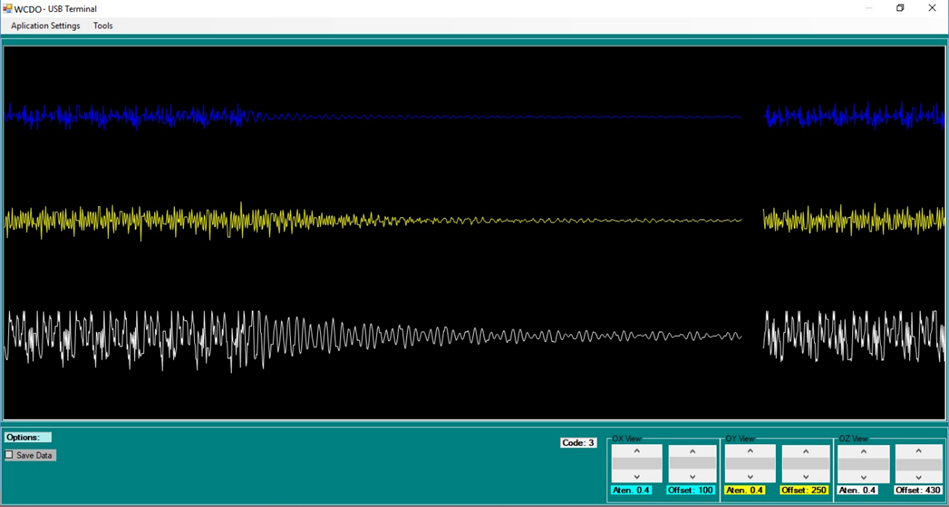 WCDO - USB Terminal
Aplication Settings Tools
Options:
Save Data
Code: 3
OX View OY View OZ View
Aten. 0.4 Offset: 100 Aten. 0.4 Offset: 250 Aten. 0.4 Offset: 430